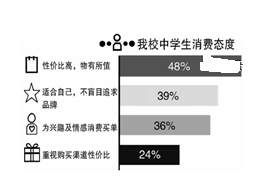 我校中学生消费态度
性价比高，物有所值
48%
适合自己，不盲目追求
品牌
39%
为兴趣及情感消费买单
36%
重视购买渠道性价比
24%